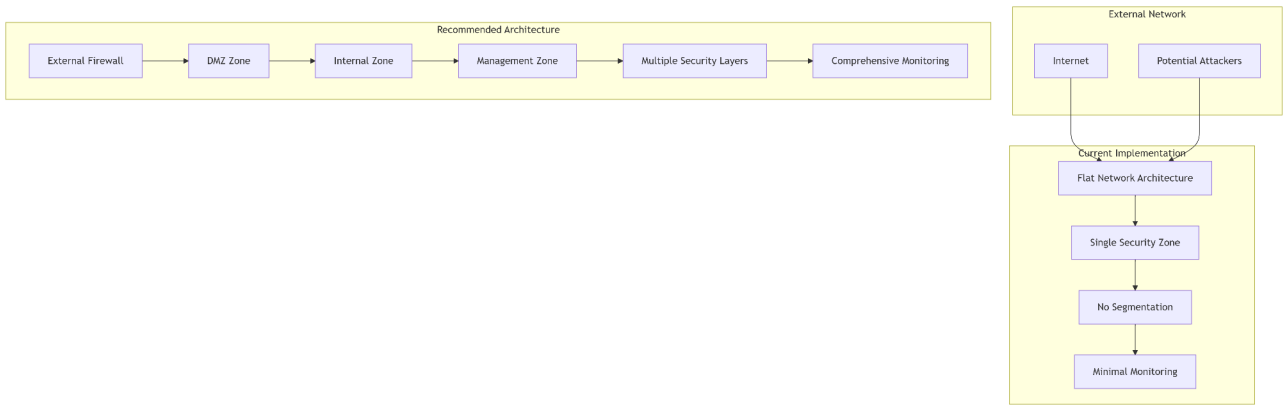 Recommended Architecture
External Firewall
DMZ Zone
Internal Zone
Management Zone
Multiple Security Layers
Comprehensive Monitoring
External Network
Internet
Potential Attackers
Current Implementation
Flat Network Architecture
Single Security Zone
No Segmentation
Minimal Monitoring